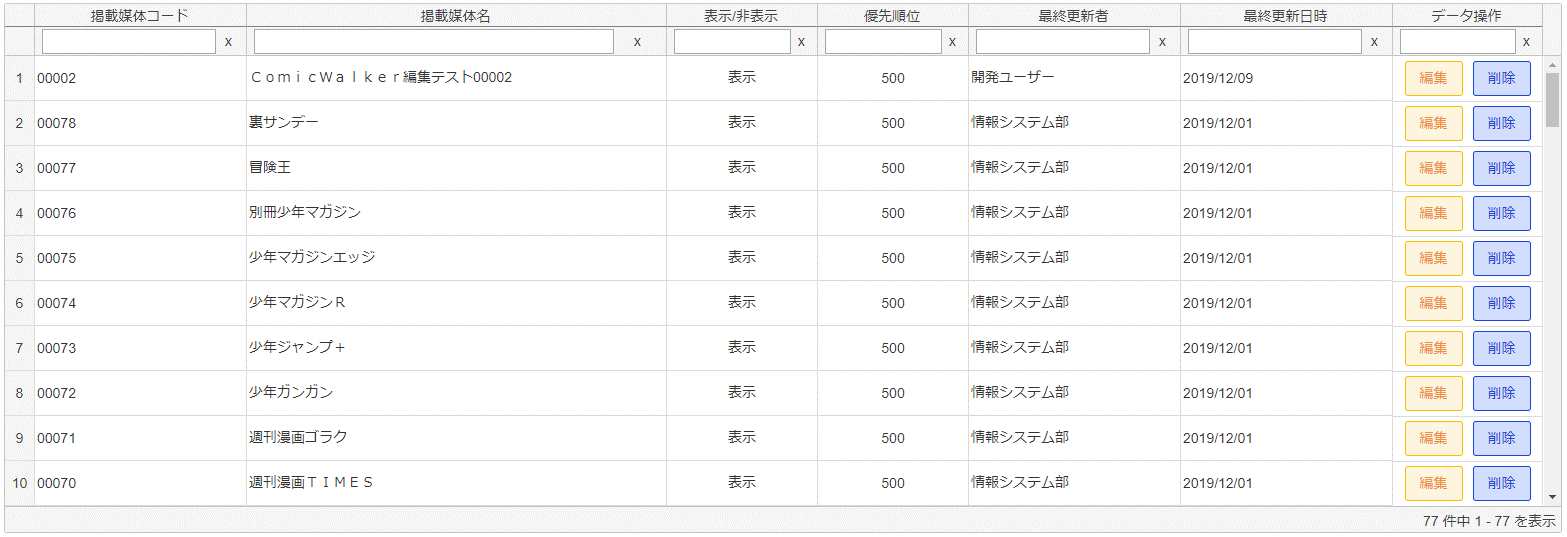 掲載媒体コード 掲載媒体名 表示/非表示 優先順位 最終更新者 最終更新日時 データ操作
x x x x x x x
1 00002 ＣｏｍｉｃＷａｌｋｅｒ編集テスト00002 表示 500 開発ユーザー 2019/12/09 編集 削除
2 00078 裏サンデー 表示 500 情報システム部 2019/12/01 編集 削除
3 00077 冒険王 表示 500 情報システム部 2019/12/01 編集 削除
4 00076 別冊少年マガジン 表示 500 情報システム部 2019/12/01 編集 削除
5 00075 少年マガジンエッジ 表示 500 情報システム部 2019/12/01 編集 削除
6 00074 少年マガジンＲ 表示 500 情報システム部 2019/12/01 編集 削除
7 00073 少年ジャンプ＋ 表示 500 情報システム部 2019/12/01 編集 削除
8 00072 少年ガンガン 表示 500 情報システム部 2019/12/01 編集 削除
9 00071 週刊漫画ゴラク 表示 500 情報システム部 2019/12/01 編集 削除
10 00070 週刊漫画ＴＩＭＥＳ 表示 500 情報システム部 2019/12/01 編集 削除
77 件中 1 - 77 を表示